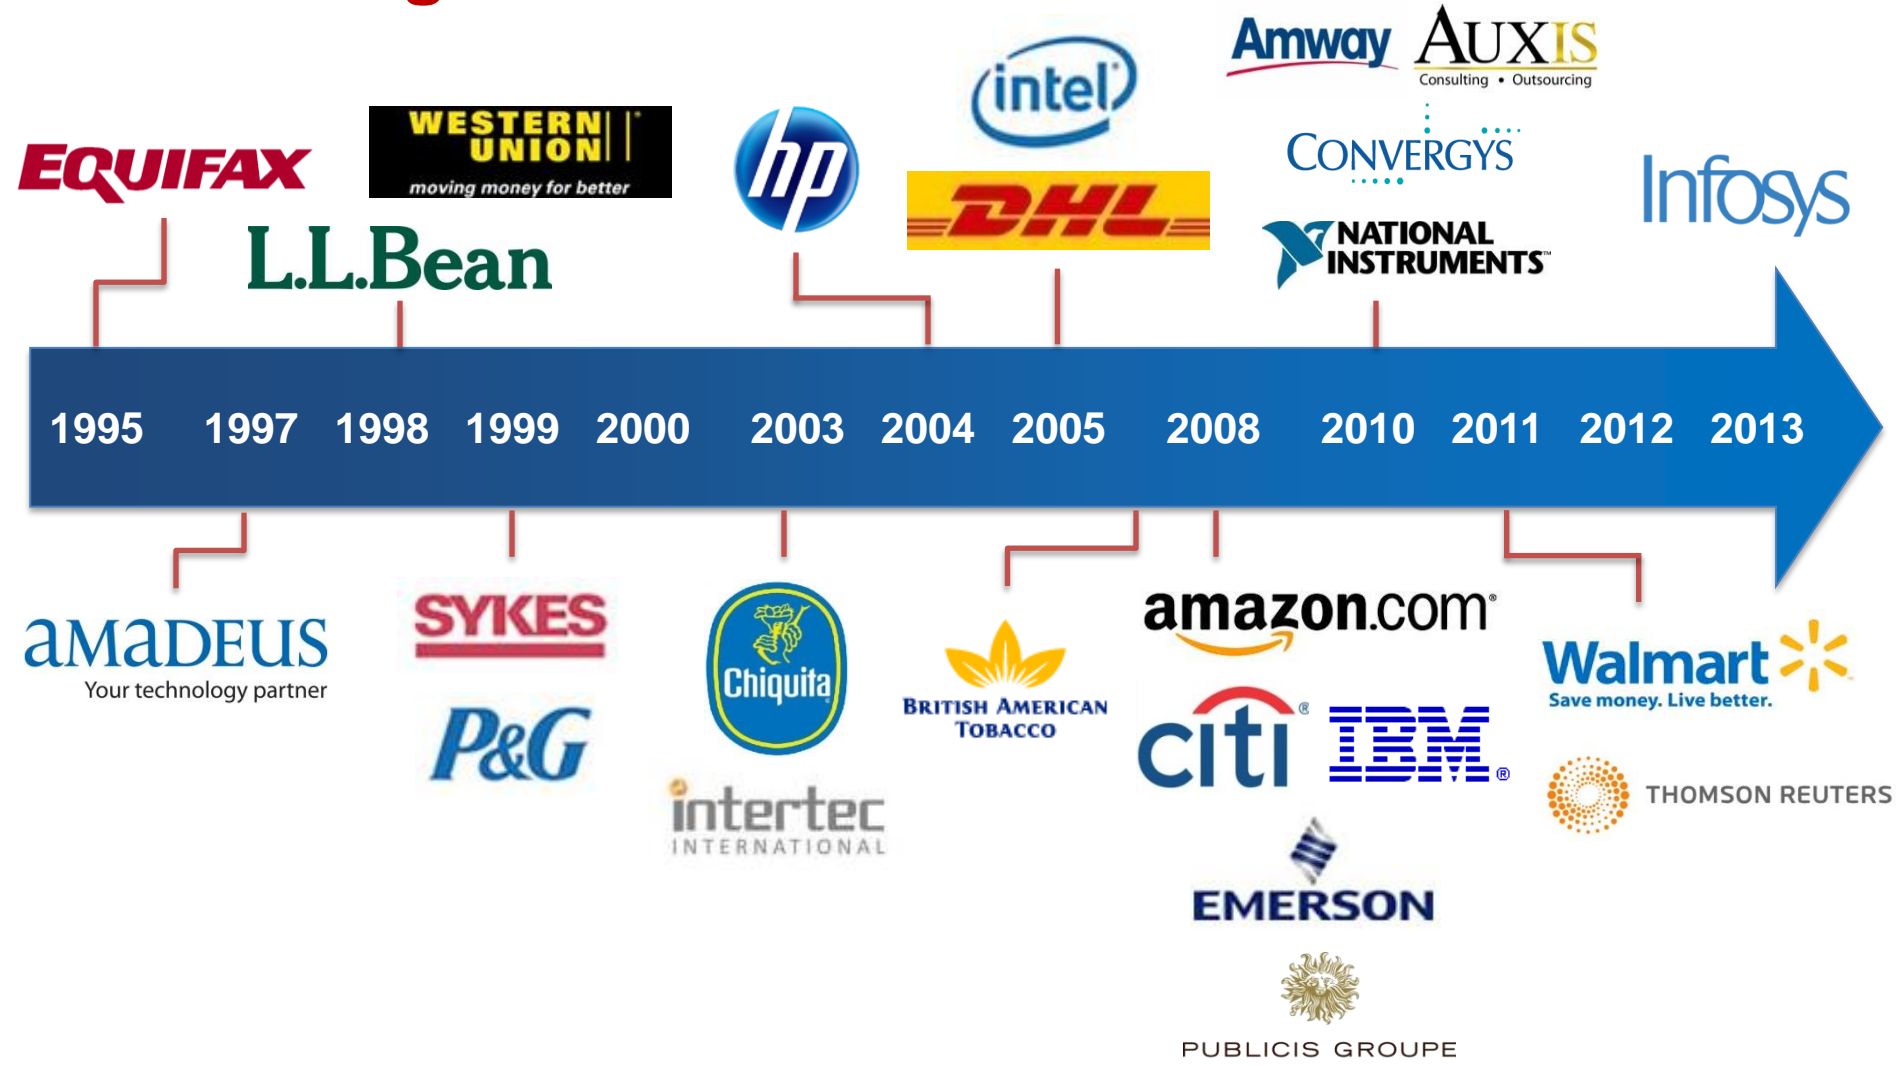 Amway
AUXIS
Consulting • Outsourcing
intel
WESTERN
UNION
moving money for better
hp
CONVERGYS
EQUIFAX
Infosys
DHL
L.L.Bean
NATIONAL
INSTRUMENTS™
1995 1997 1998 1999 2000 2003 2004 2005 2008 2010 2011 2012 2013
amaDEUS
Your technology partner
SYKES
P&G
Chiquita
intertec
INTERNATIONAL
BRITISH AMERICAN
TOBACCO
amazon.com®
citi®
IBM®
EMERSON
PUBLICIS GROUPE
Walmart
Save money. Live better.
THOMSON REUTERS